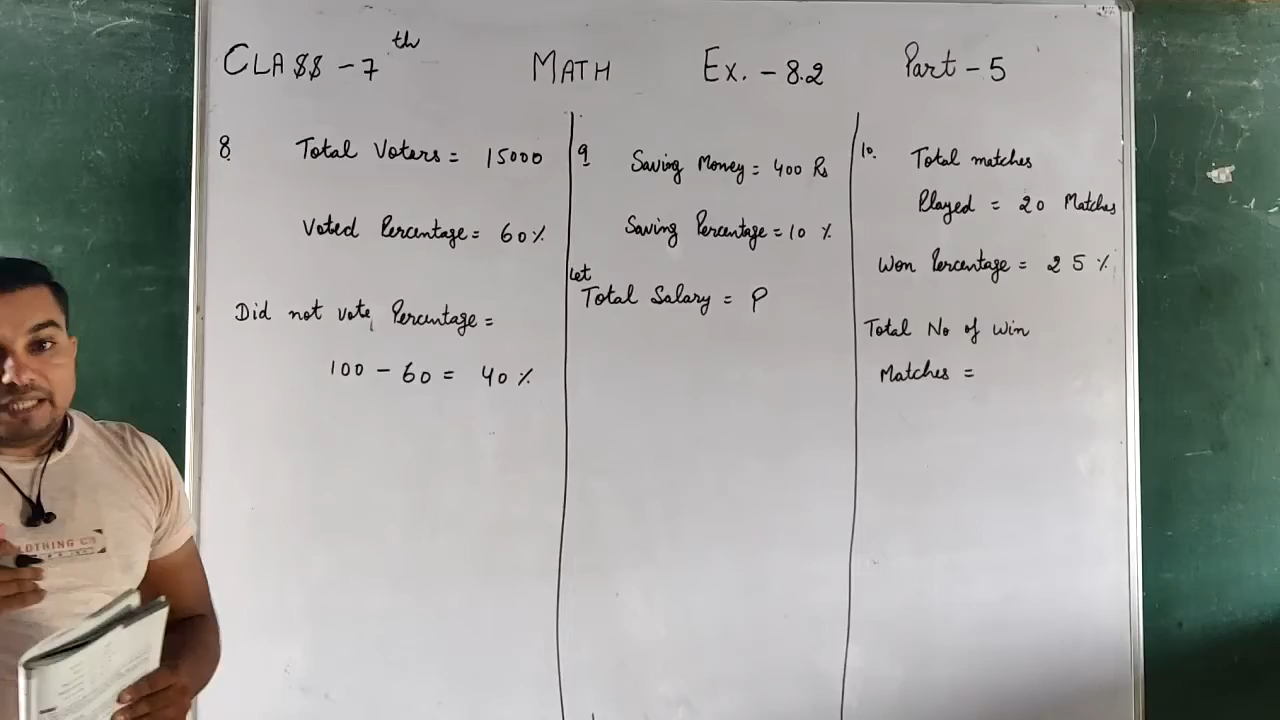 CLASS - 7th MATH Ex. - 8.2 Part - 5
8. Total Voters = 15000
Voted Percentage = 60%
Did not vote, Percentage =
100 - 60 = 40%
9 Saving Money = 400 Rs
Saving Percentage = 10 %
Let
Total Salary = P
10. Total matches
Played = 20 Matches
Won Percentage = 25%
Total No of win
Matches =
CLOTHING CO